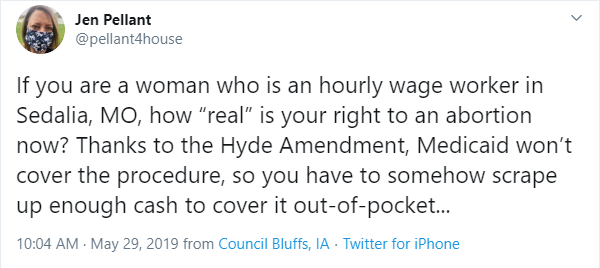 Jen Pellant
@pellant4house
If you are a woman who is an hourly wage worker in
Sedalia, MO, how “real” is your right to an abortion
now? Thanks to the Hyde Amendment, Medicaid won’t
cover the procedure, so you have to somehow scrape
up enough cash to cover it out-of-pocket...
10:04 AM · May 29, 2019 from Council Bluffs, IA · Twitter for iPhone